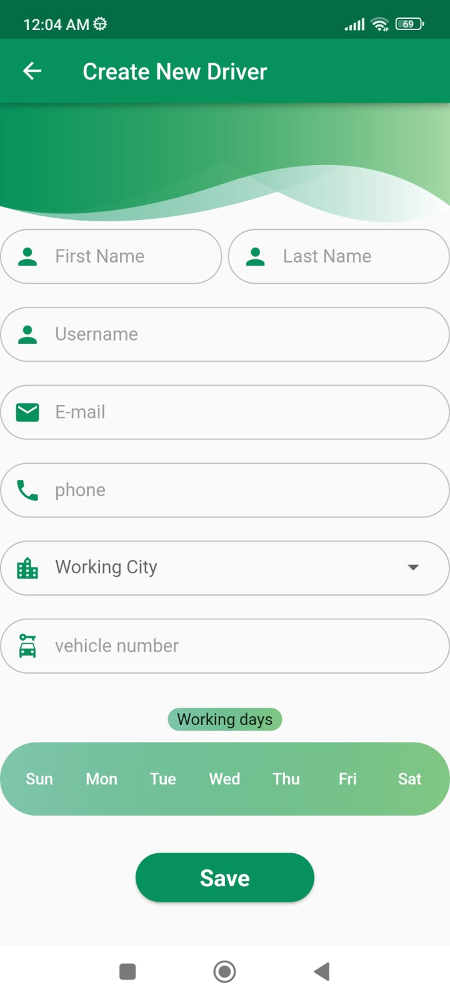 12:04 AM 69
Create New Driver
First Name Last Name
Username
E-mail
phone
Working City
vehicle number
Working days
Sun Mon Tue Wed Thu Fri Sat
Save